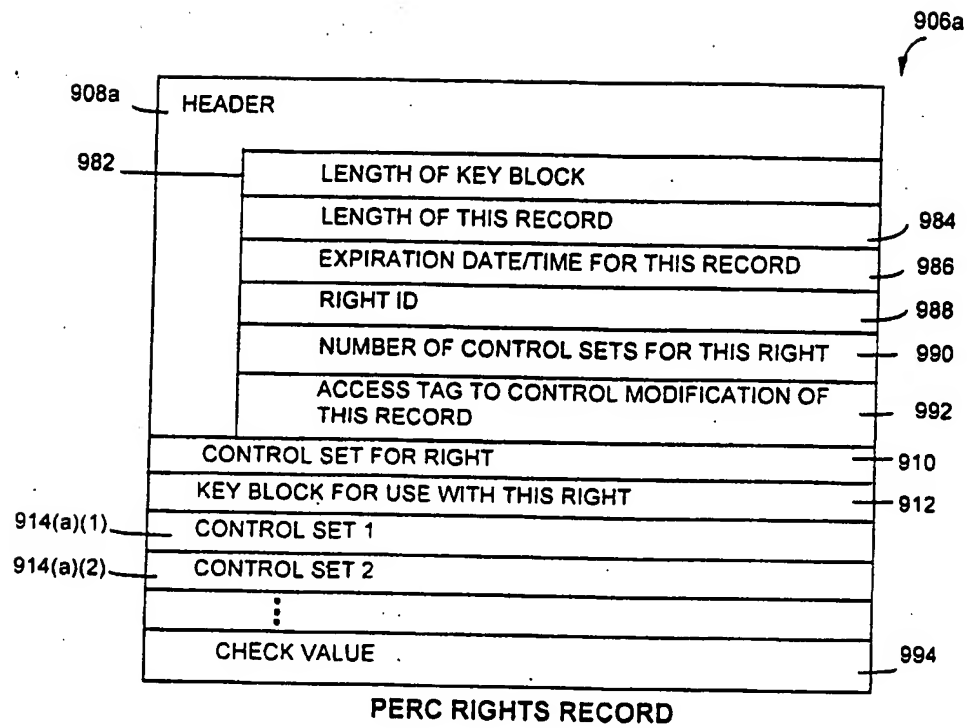 906a
908a
HEADER
982
LENGTH OF KEY BLOCK
LENGTH OF THIS RECORD
984
EXPIRATION DATE/TIME FOR THIS RECORD
986
RIGHT ID
988
NUMBER OF CONTROL SETS FOR THIS RIGHT
990
ACCESS TAG TO CONTROL MODIFICATION OF
THIS RECORD
992
CONTROL SET FOR RIGHT
910
KEY BLOCK FOR USE WITH THIS RIGHT
912
914(a)(1)
CONTROL SET 1
914(a)(2)
CONTROL SET 2
CHECK VALUE
994
PERC RIGHTS RECORD